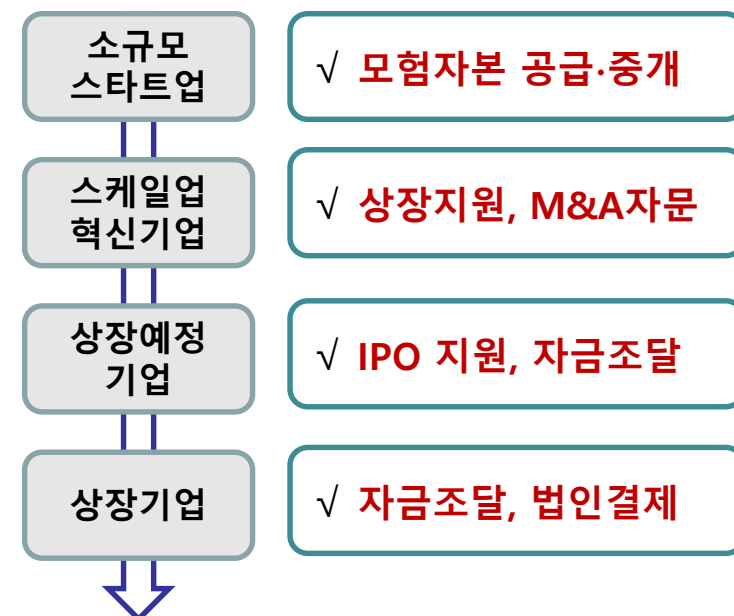 소규모
스타트업
√ 모험자본 공급·중개
스케일업
혁신기업
√ 상장지원, M&A자문
상장예정
기업
√ IPO 지원, 자금조달
상장기업
√ 자금조달, 법인결제